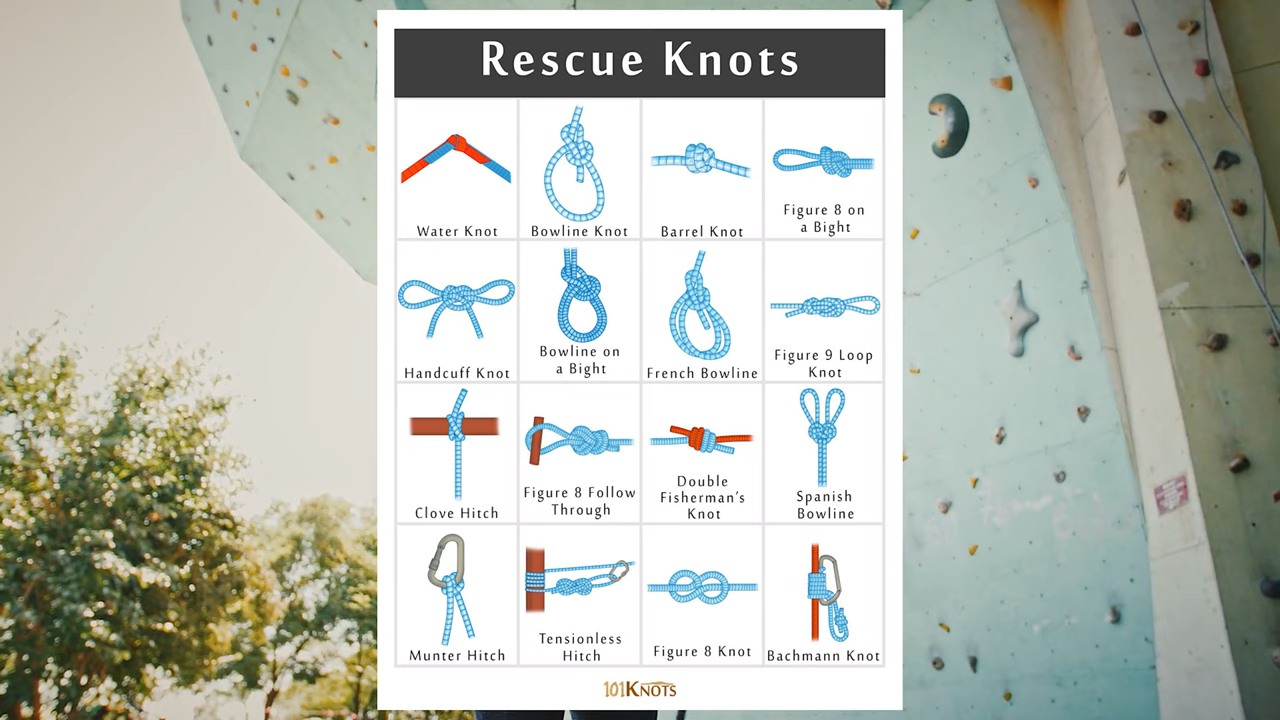 Rescue Knots
Water Knot
Bowline Knot
Barrel Knot
Figure 8 on
a Bight
Handcuff Knot
Bowline on
a Bight
French Bowline
Figure 9 Loop
Knot
Clove Hitch
Figure 8 Follow
Through
Double
Fisherman's
Knot
Spanish
Bowline
Munter Hitch
Tensionless
Hitch
Figure 8 Knot
Bachmann Knot
101Knots